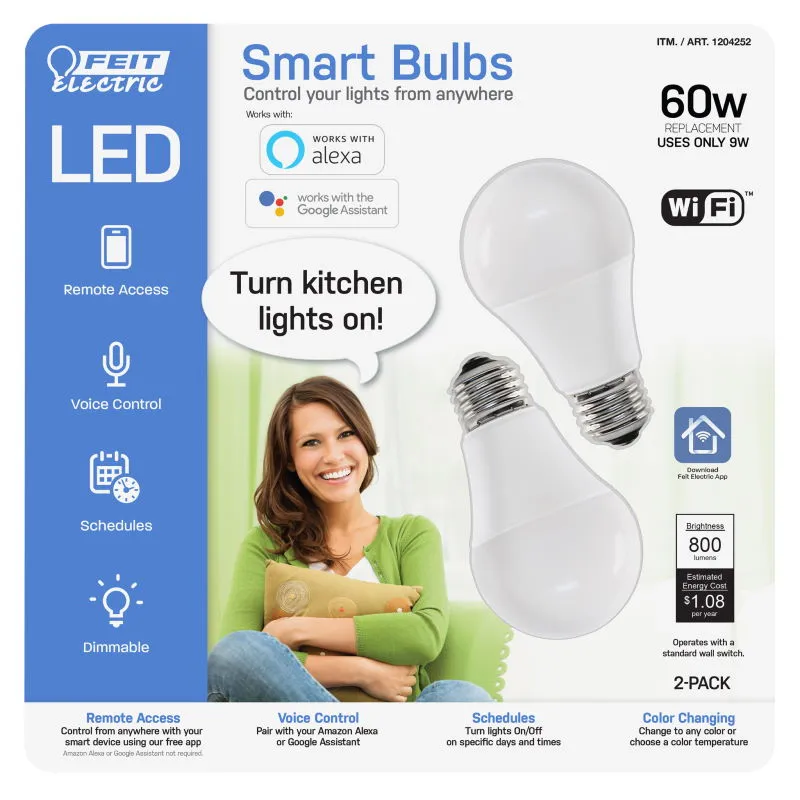 FEIT
Electric
LED
Remote Access
Voice Control
Schedules
Dimmable
Smart Bulbs
Control your lights from anywhere
Works with:
WORKS WITH
alexa
works with the
Google Assistant
Turn kitchen
lights on!
ITM. / ART. 1204252
60w
REPLACEMENT
USES ONLY 9W
Wi Fi™
Download
Feit Electric App
Brightness
800
lumens
Estimated
Energy Cost
$1.08
per year
Operates with a
standard wall switch.
2-PACK
Remote Access
Control from anywhere with your
smart device using our free app
Amazon Alexa or Google Assistant not required.
Voice Control
Pair with your Amazon Alexa
or Google Assistant
Schedules
Turn lights On/Off
on specific days and times
Color Changing
Change to any color or
choose a color temperature